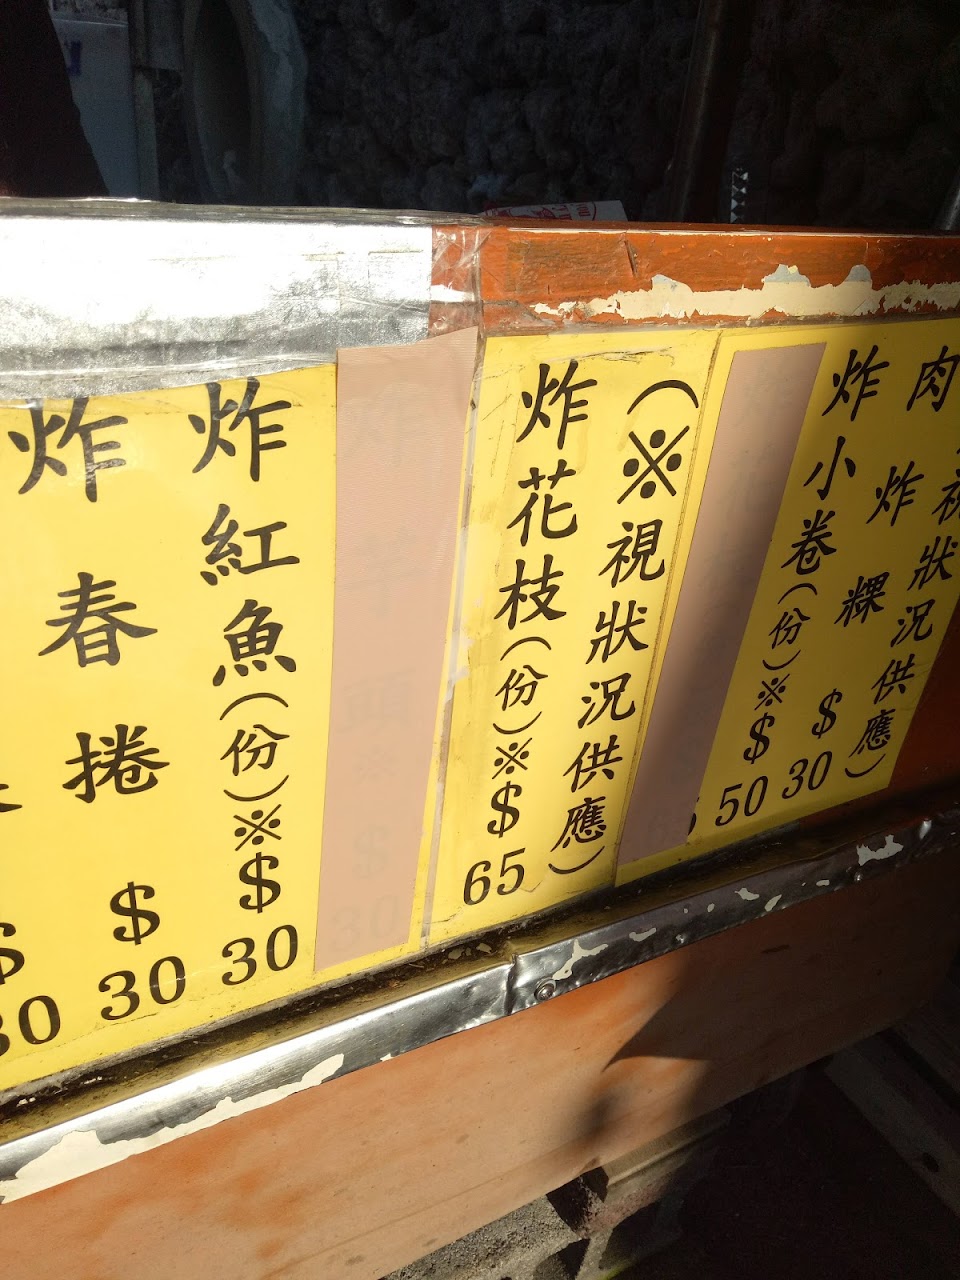 肉
炸粿 $30
炸小卷(份)※$50
(※視狀況供應)
炸花枝(份)※$65
炸紅魚(份)※$30
炸春捲 $30
視狀況供應)